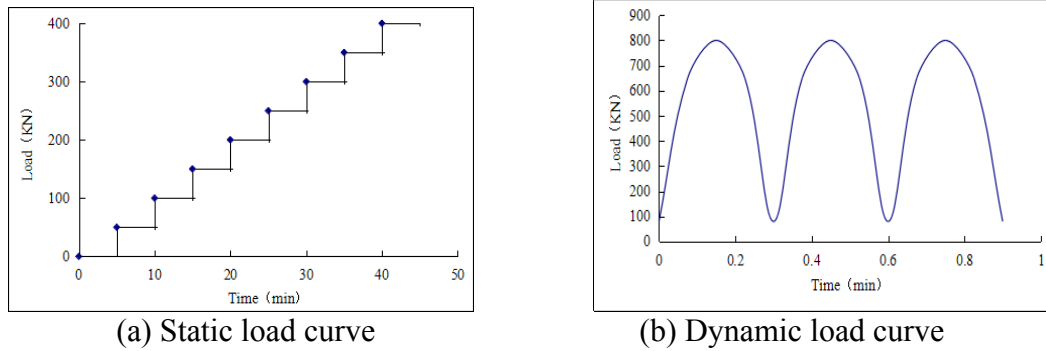 400
300
200
100
0
0 10 20 30 40 50
Load (KN)
Time (min)
(a) Static load curve
900
800
700
600
500
400
300
200
100
0
0 0.2 0.4 0.6 0.8 1
Load (KN)
Time (min)
(b) Dynamic load curve